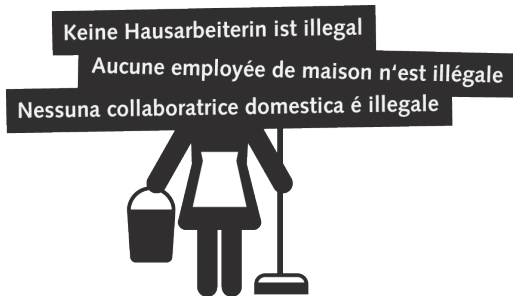 Keine Hausarbeiterin ist illegal
Aucune employée de maison n‘est illégale
Nessuna collaboratrice domestica é illegale